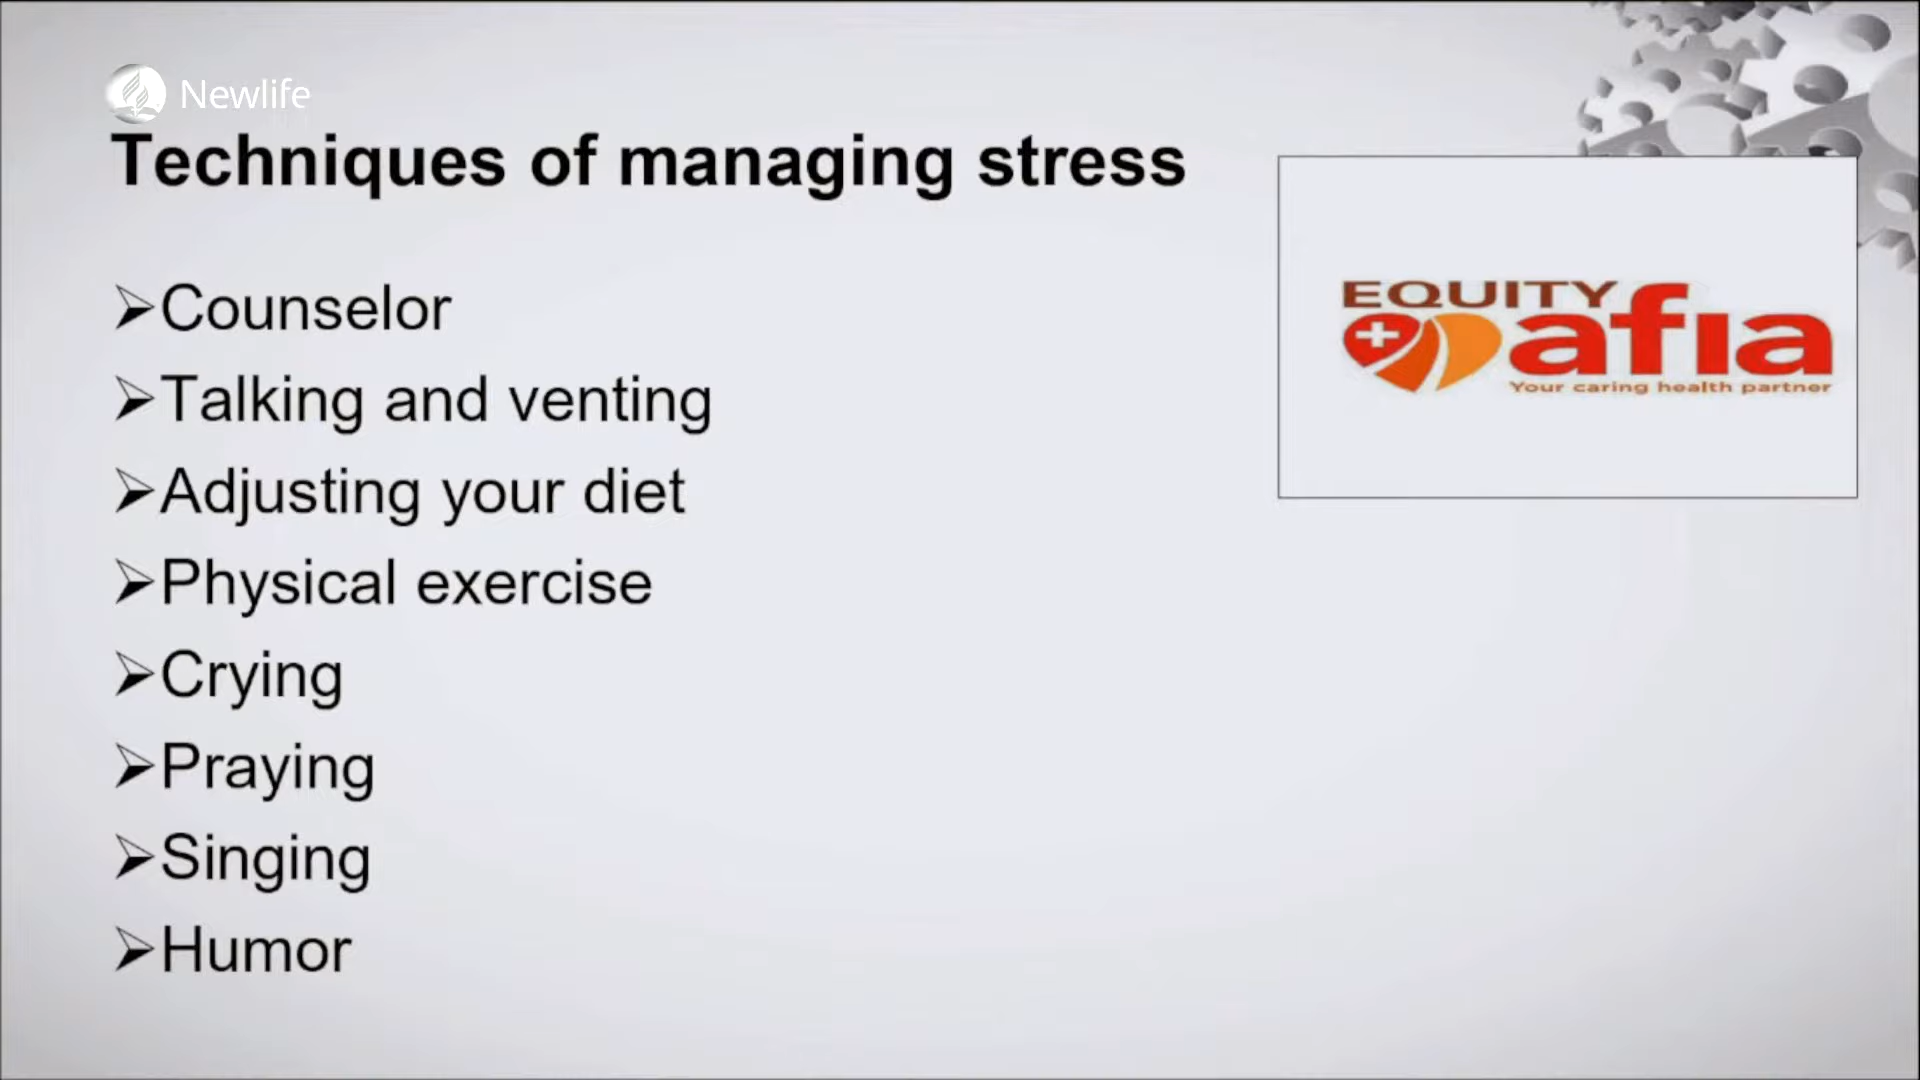 Newlife
Techniques of managing stress
EQUITY
afia
Your caring health partner
➢Counselor
➢Talking and venting
➢Adjusting your diet
➢Physical exercise
➢Crying
➢Praying
➢Singing
➢Humor